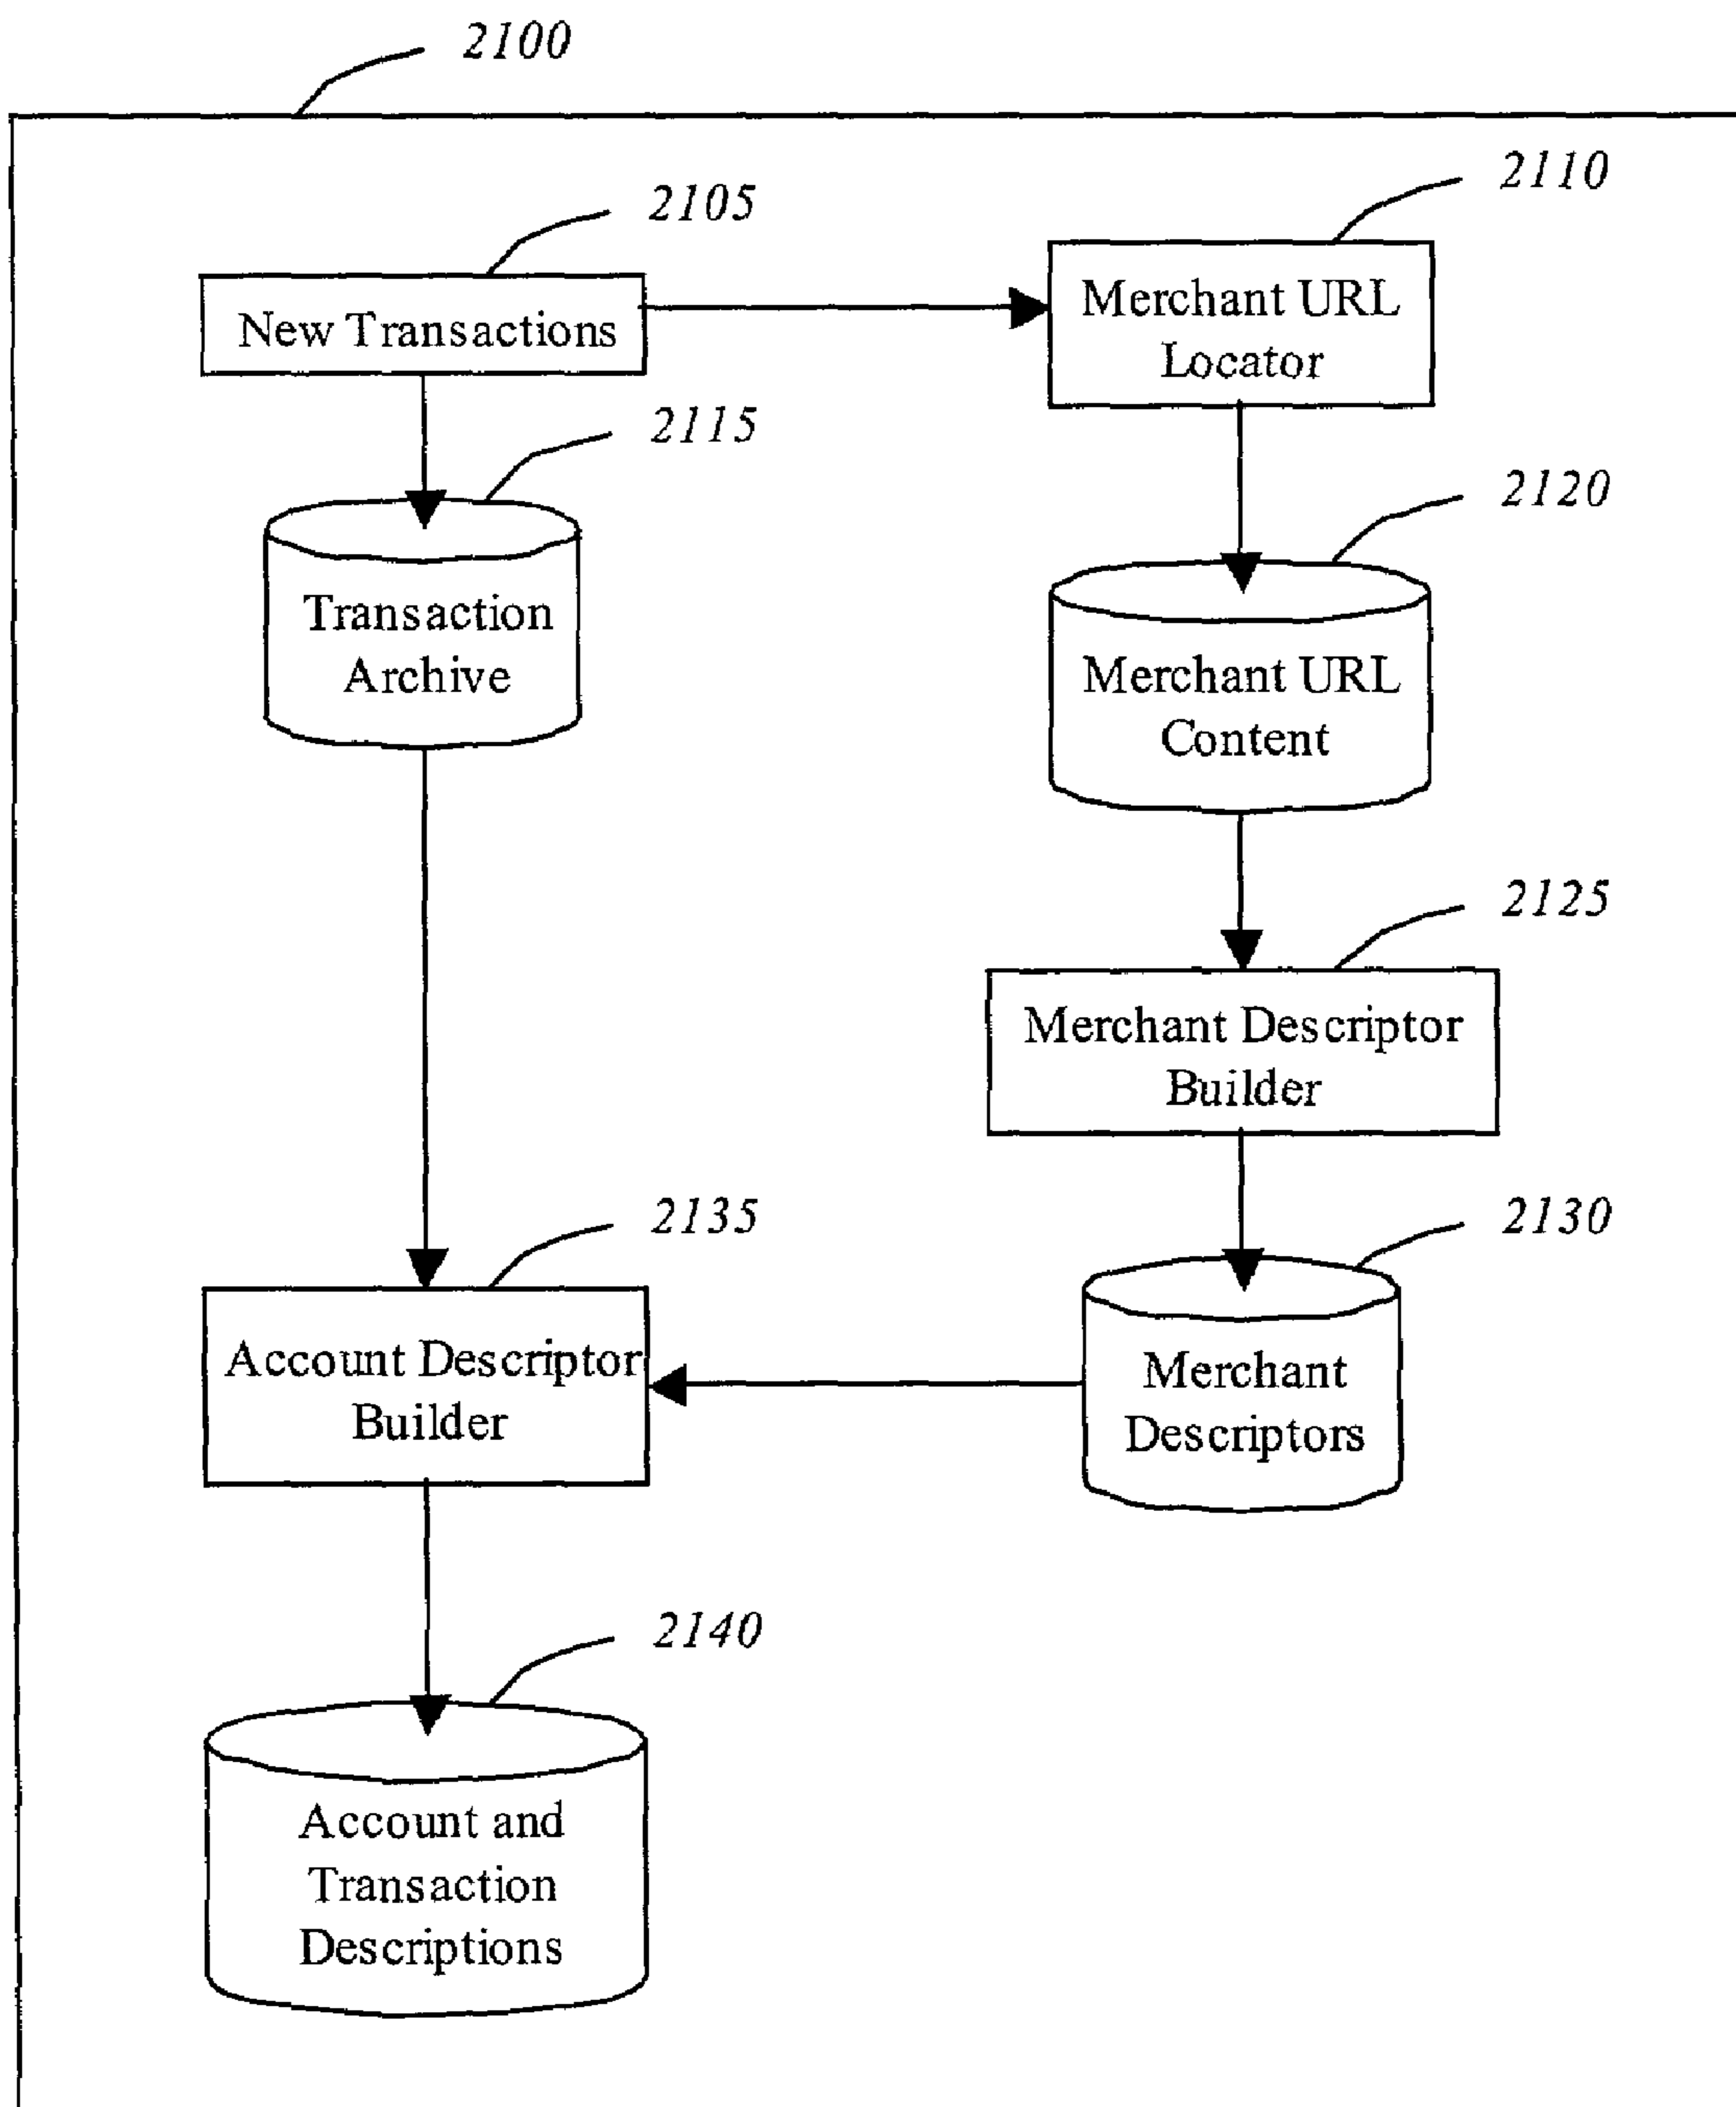 2100
2105
2110
New Transactions
Merchant URL
Locator
2115
2120
Transaction
Archive
Merchant URL
Content
2125
Merchant Descriptor
Builder
2135
2130
Account Descriptor
Builder
Merchant
Descriptors
2140
Account and
Transaction
Descriptions